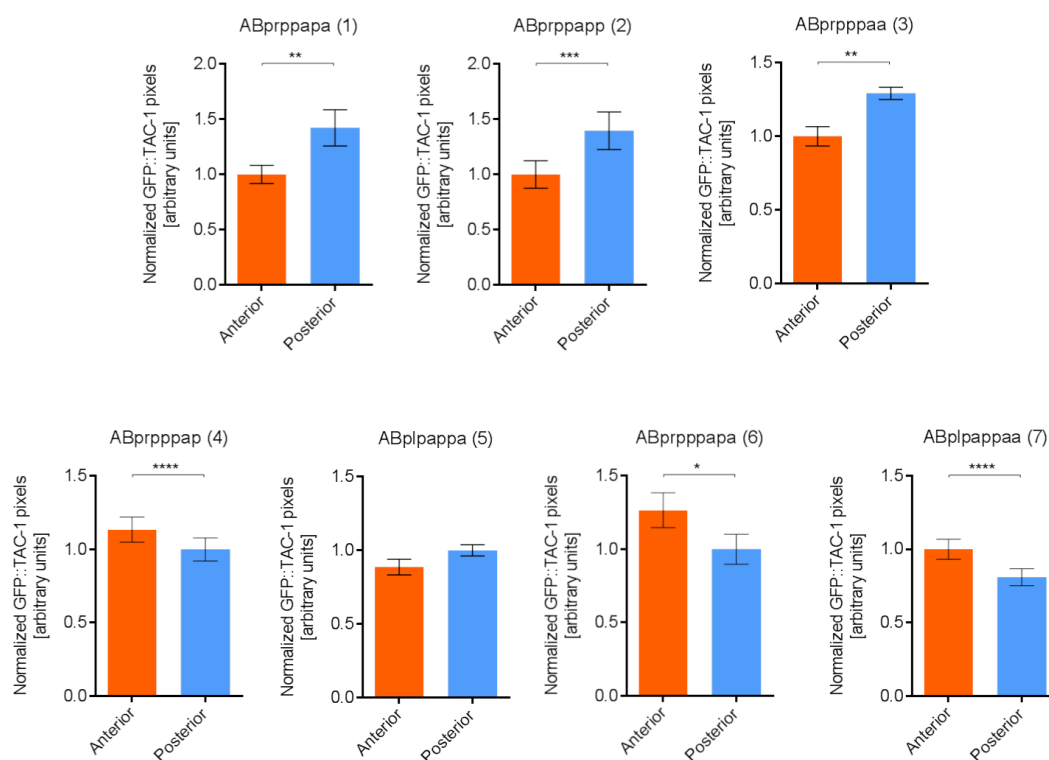 ABprppapa (1)
**
Normalized GFP::TAC-1 pixels
[arbitrary units]
2.0
1.5
1.0
0.5
0.0
Anterior
Posterior
ABprppapp (2)
***
Normalized GFP::TAC-1 pixels
[arbitrary units]
2.0
1.5
1.0
0.5
0.0
Anterior
Posterior
ABprpppaa (3)
**
Normalized GFP::TAC-1 pixels
[arbitrary units]
1.5
1.0
0.5
0.0
Anterior
Posterior
ABprpppap (4)
****
Normalized GFP::TAC-1 pixels
[arbitrary units]
1.5
1.0
0.5
0.0
Anterior
Posterior
ABplpappa (5)
Normalized GFP::TAC-1 pixels
[arbitrary units]
1.5
1.0
0.5
0.0
Anterior
Posterior
ABprpppapa (6)
*
Normalized GFP::TAC-1 pixels
[arbitrary units]
1.5
1.0
0.5
0.0
Anterior
Posterior
ABplpappaa (7)
****
Normalized GFP::TAC-1 pixels
[arbitrary units]
1.5
1.0
0.5
0.0
Anterior
Posterior